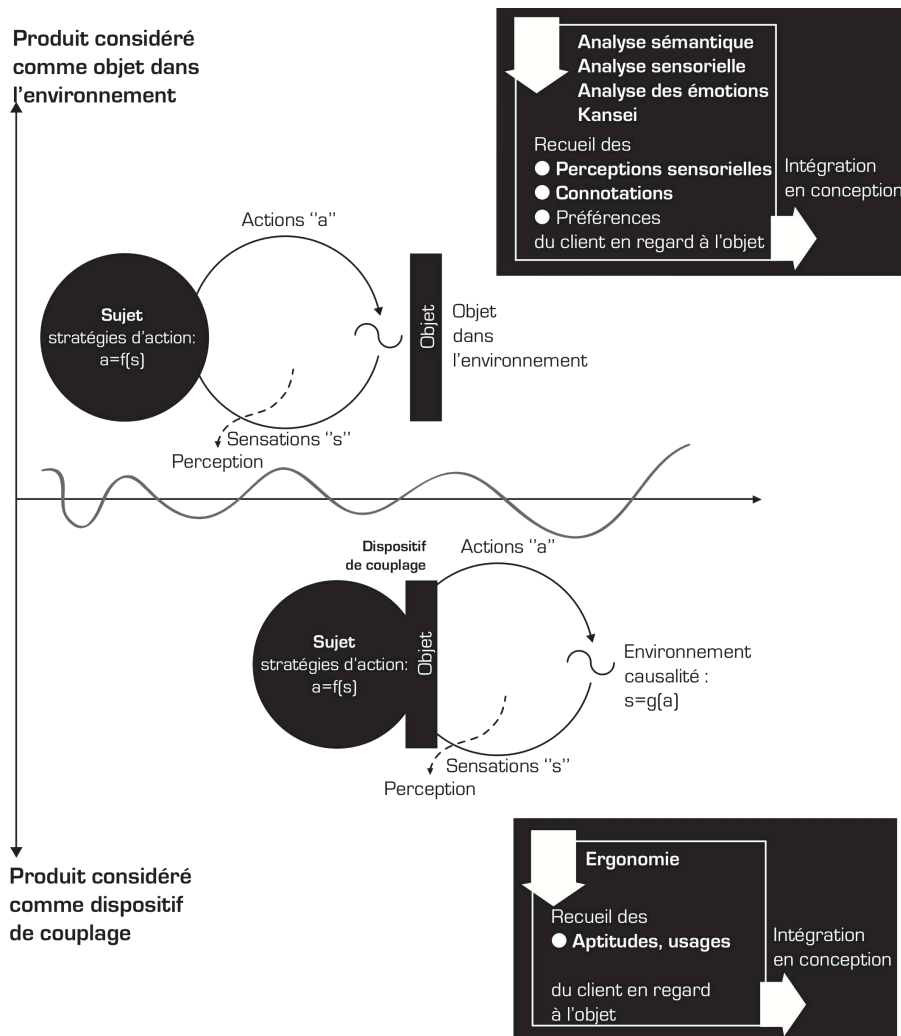 Produit considéré
comme objet dans
l'environnement
Analyse sémantique
Analyse sensorielle
Analyse des émotions
Kansei
Recueil des
● Perceptions sensorielles
● Connotations
● Préférences
du client en regard à l'objet
Intégration
en conception
Actions ''a''
Sujet
stratégies d'action:
a=f(s)
Objet
Objet
dans
l'environnement
Sensations ''s''
Perception
Dispositif
de couplage
Actions ''a''
Sujet
stratégies d'action:
a=f(s)
Objet
Environnement
causalité :
s=g(a)
Sensations ''s''
Perception
Produit considéré
comme dispositif
de couplage
Ergonomie
Recueil des
● Aptitudes, usages
du client en regard
à l'objet
Intégration
en conception